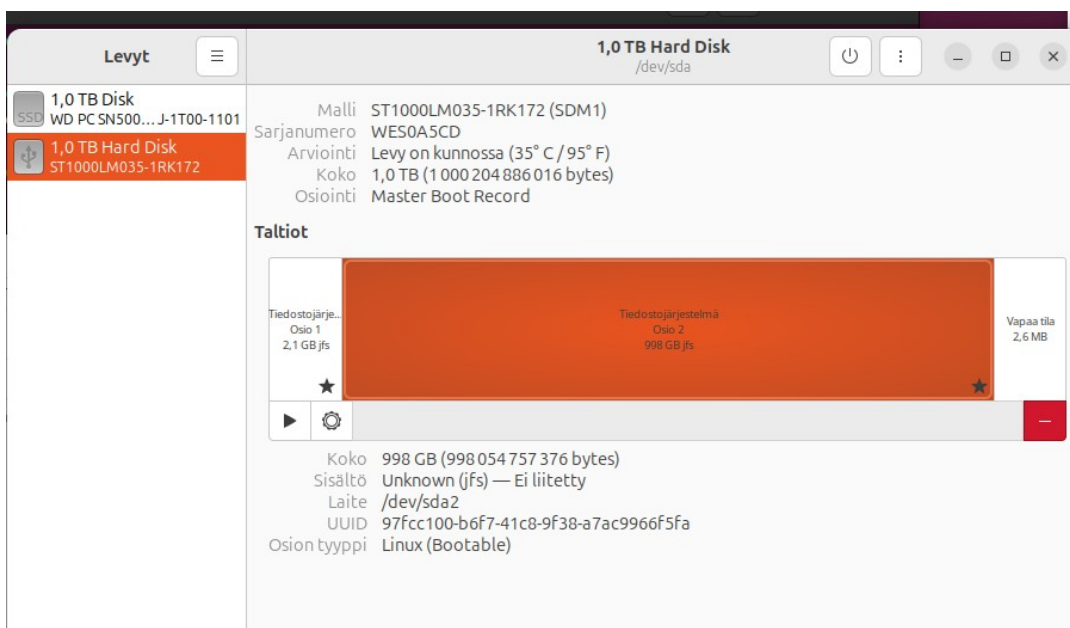 Levyt
1,0 TB Hard Disk
/dev/sda
1,0 TB Disk
SSD
WD PC SN500... J-1T00-1101
1,0 TB Hard Disk
ST1000LM035-1RK172
Malli ST1000LM035-1RK172 (SDM1)
Sarjanumero WES0A5CD
Arviointi Levy on kunnossa (35° C / 95° F)
Koko 1,0 TB (1 000 204 886 016 bytes)
Osiointi Master Boot Record
Taltiot
Tiedostojärje...
Osio 1
2,1 GB jfs
Tiedostojärjestelmä
Osio 2
998 GB jfs
Vapaa tila
2,6 MB
Koko 998 GB (998 054 757 376 bytes)
Sisältö Unknown (jfs) — Ei liitetty
Laite /dev/sda2
UUID 97fcc100-b6f7-41c8-9f38-a7ac9966f5fa
Osion tyyppi Linux (Bootable)